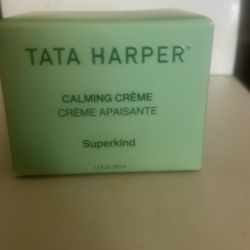 TATA HARPER
CALMING CRÈME
CRÈME APAISANTE
Superkind